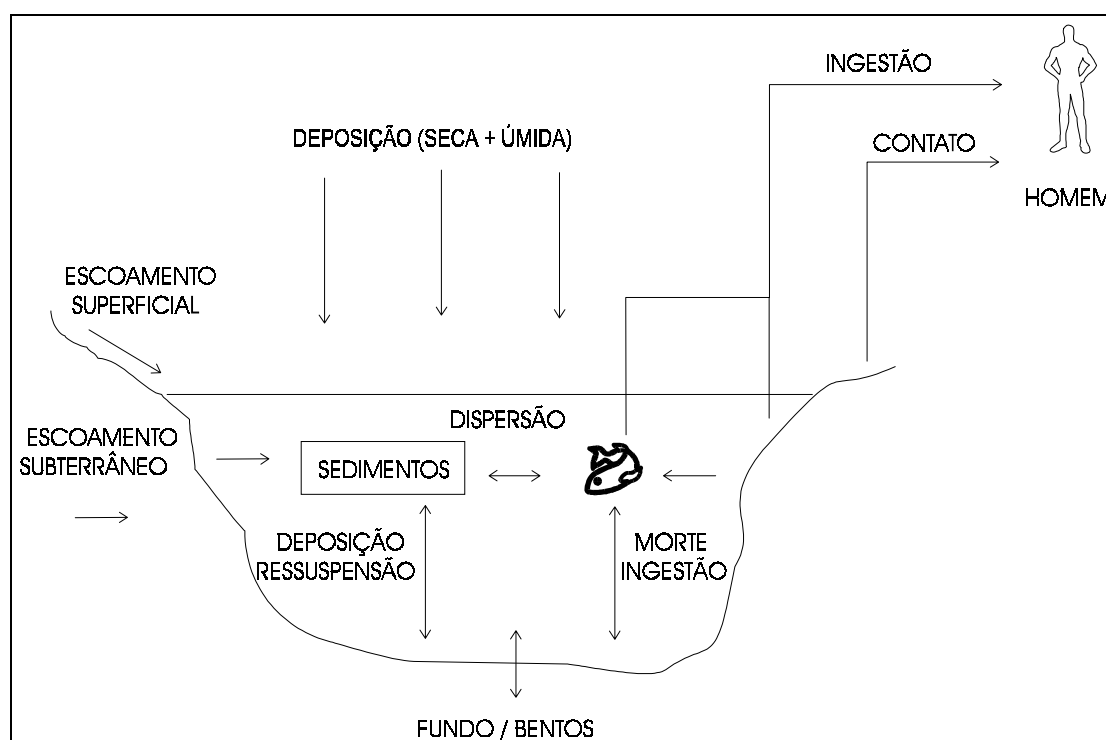 INGESTÃO
DEPOSIÇÃO (SECA + ÚMIDA)
CONTATO
HOMEM
ESCOAMENTO
SUPERFICIAL
DISPERSÃO
ESCOAMENTO
SUBTERRÂNEO
SEDIMENTOS
DEPOSIÇÃO
RESSUSPENSÃO
MORTE
INGESTÃO
FUNDO / BENTOS